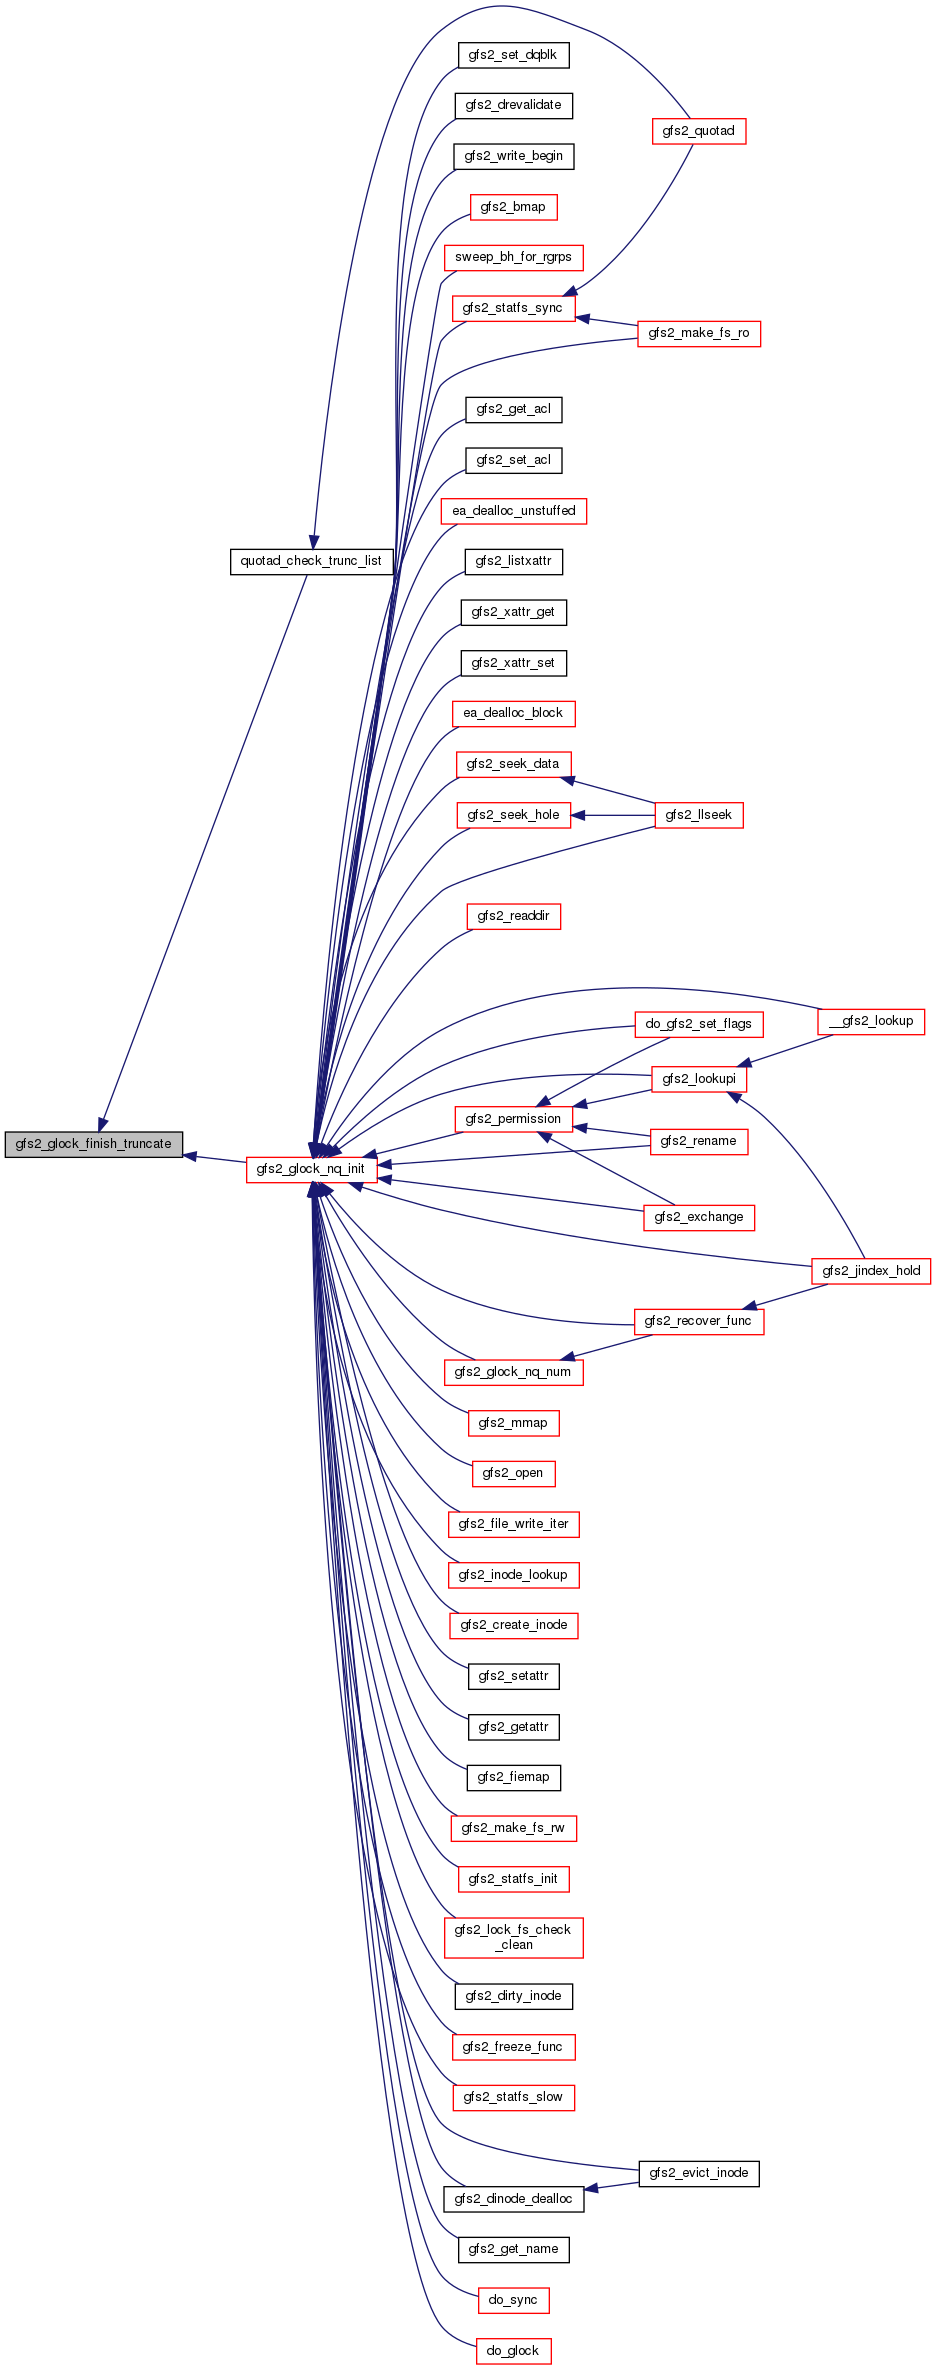 gfs2_set_dqblk
gfs2_drevalidate
gfs2_quotad
gfs2_write_begin
gfs2_bmap
sweep_bh_for_rgrps
gfs2_statfs_sync
gfs2_make_fs_ro
gfs2_get_acl
gfs2_set_acl
ea_dealloc_unstuffed
quotad_check_trunc_list
gfs2_listxattr
gfs2_xattr_get
gfs2_xattr_set
ea_dealloc_block
gfs2_seek_data
gfs2_seek_hole
gfs2_llseek
gfs2_readdir
__gfs2_lookup
do_gfs2_set_flags
gfs2_lookupi
gfs2_permission
gfs2_glock_finish_truncate
gfs2_rename
gfs2_glock_nq_init
gfs2_exchange
gfs2_jindex_hold
gfs2_recover_func
gfs2_glock_nq_num
gfs2_mmap
gfs2_open
gfs2_file_write_iter
gfs2_inode_lookup
gfs2_create_inode
gfs2_setattr
gfs2_getattr
gfs2_fiemap
gfs2_make_fs_rw
gfs2_statfs_init
gfs2_lock_fs_check
_clean
gfs2_dirty_inode
gfs2_freeze_func
gfs2_statfs_slow
gfs2_evict_inode
gfs2_dinode_dealloc
gfs2_get_name
do_sync
do_glock